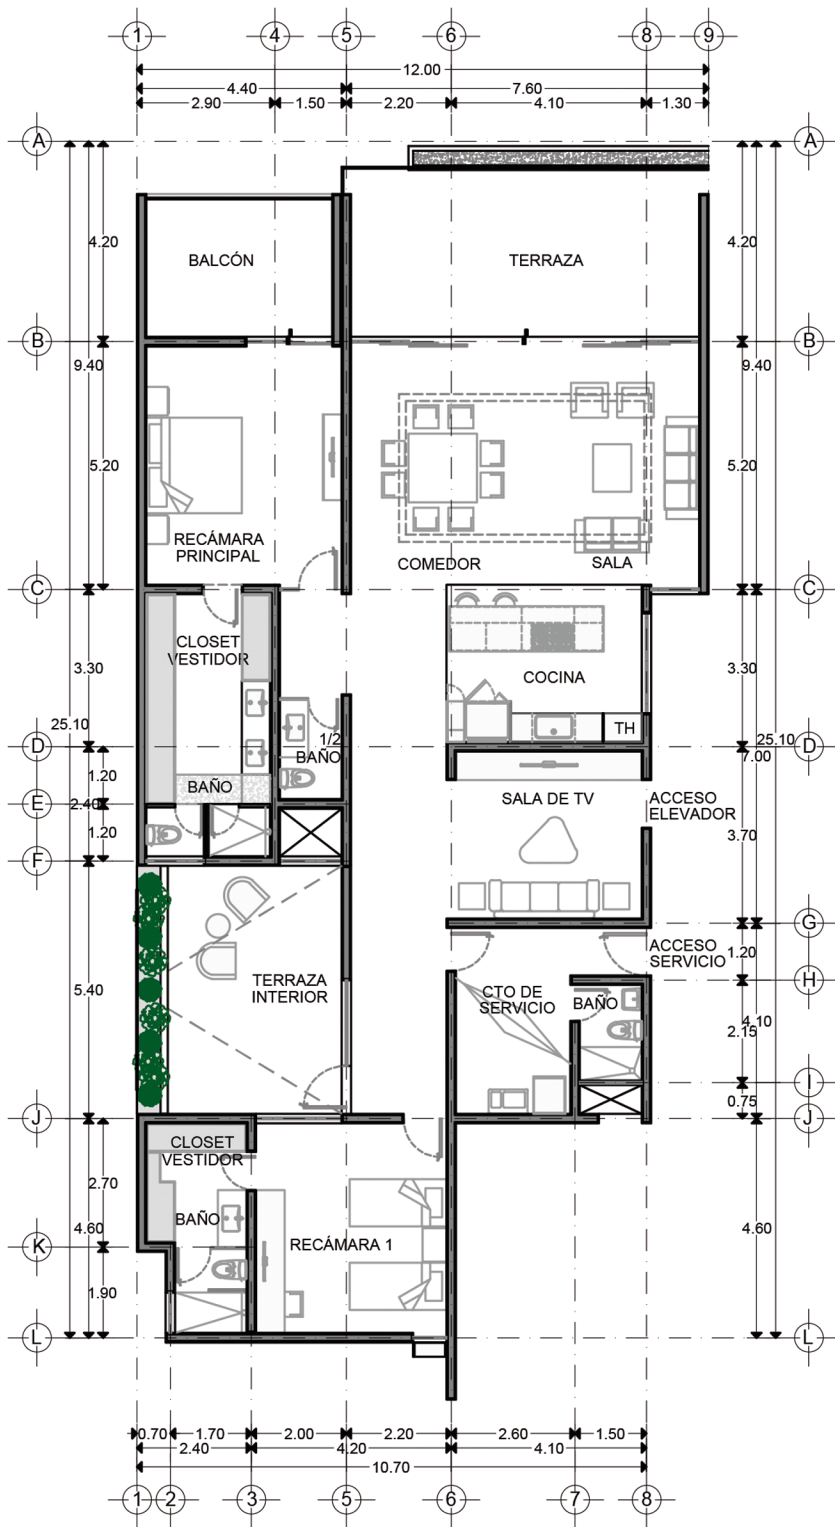 1 4 5 6 8 9
12.00
4.40 7.60
2.90 1.50 2.20 4.10 1.30
A A
4.20 4.20
BALCÓN TERRAZA
B B
9.40 9.40
5.20 5.20
RECÁMARA
PRINCIPAL
COMEDOR SALA
C C
CLOSET
VESTIDOR
3.30 COCINA 3.30
25.10 TH 25.10
1/2
BAÑO
D D
7.00
1.20 BAÑO
E
2.40
SALA DE TV
ACCESO
ELEVADOR
1.20 3.70
F
G
ACCESO
SERVICIO
1.20
TERRAZA
INTERIOR
5.40
H
CTO DE
SERVICIO
BAÑO
4.10
2.15
I
0.75
J J
CLOSET
VESTIDOR
2.70
BAÑO
4.60 4.60
K RECÁMARA 1
1.90
L L
0.70 1.70 2.00 2.20 2.60 1.50
2.40 4.20 4.10
10.70
1 2 3 5 6 7 8